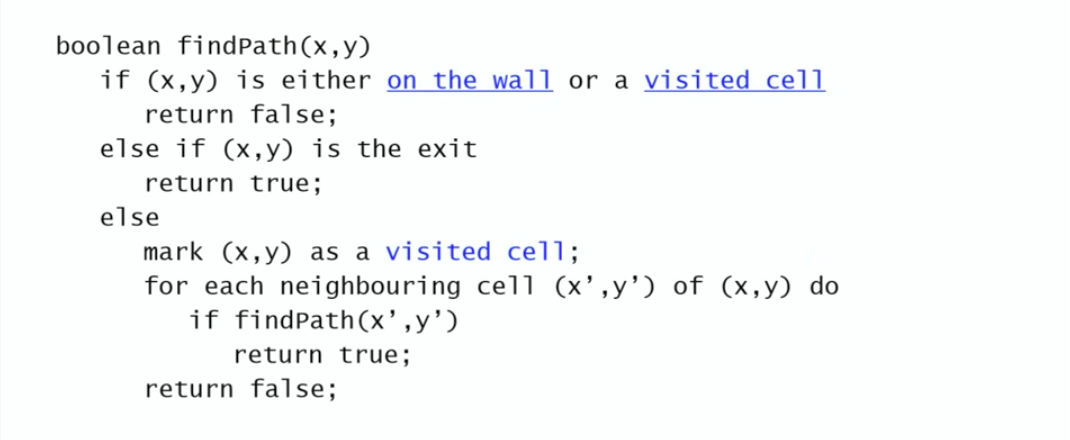 boolean findPath(x,y)
if (x,y) is either on the wall or a visited cell
return false;
else if (x,y) is the exit
return true;
else
mark (x,y) as a visited cell;
for each neighbouring cell (x’,y’) of (x,y) do
if findPath(x’,y’)
return true;
return false;